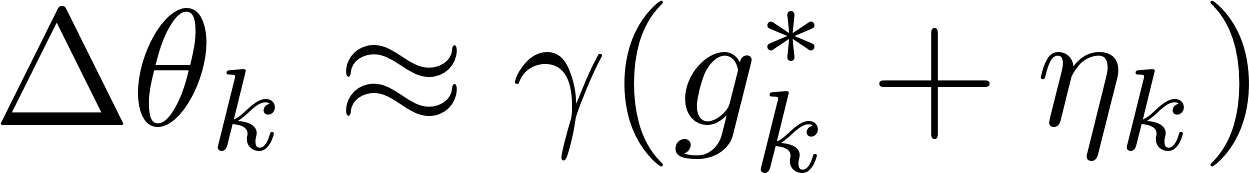 Δθ_k ≈ γ(g_k^* + η_k)